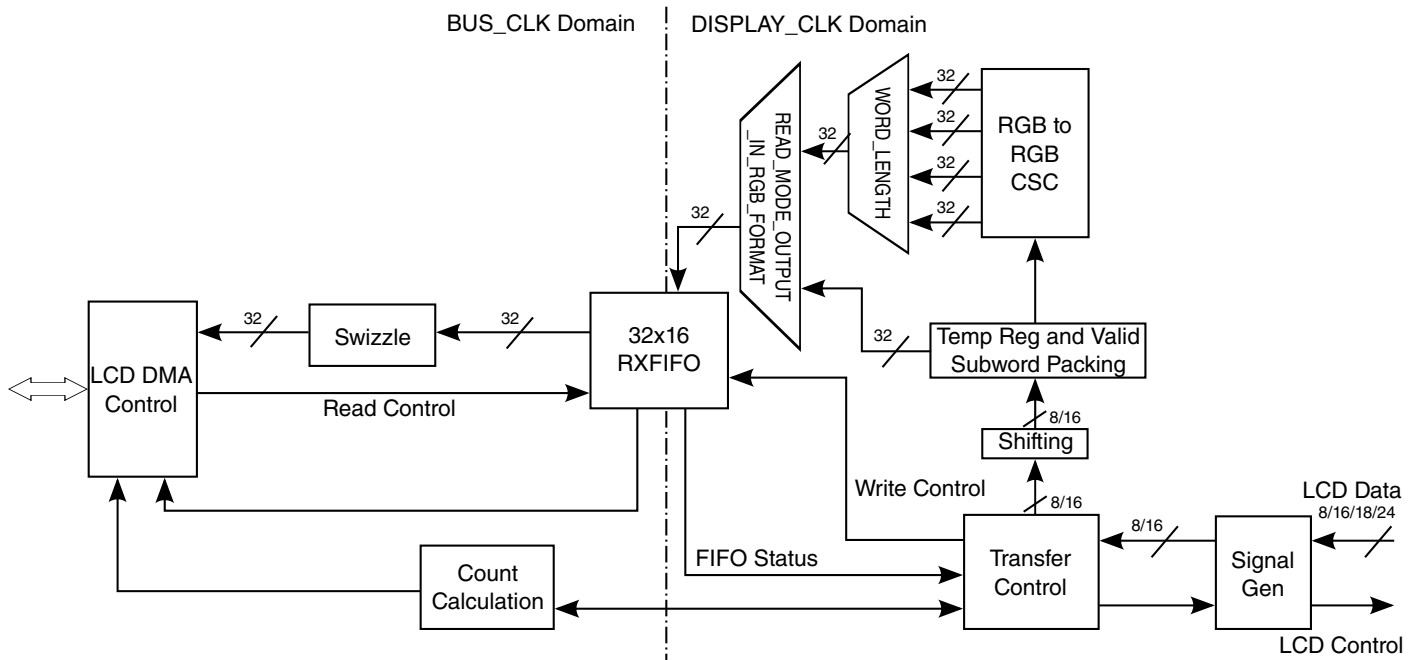 BUS_CLK Domain
DISPLAY_CLK Domain
32
32
32
32
RGB to
RGB
CSC
WORD_LENGTH
32
READ_MODE_OUTPUT
_IN_RGB_FORMAT
32
32
Temp Reg and Valid
Subword Packing
8/16
Shifting
8/16
32
Swizzle
32
32x16
RXFIFO
LCD DMA
Control
Read Control
Write Control
FIFO Status
Count
Calculation
Transfer
Control
8/16
Signal
Gen
LCD Data
8/16/18/24
LCD Control